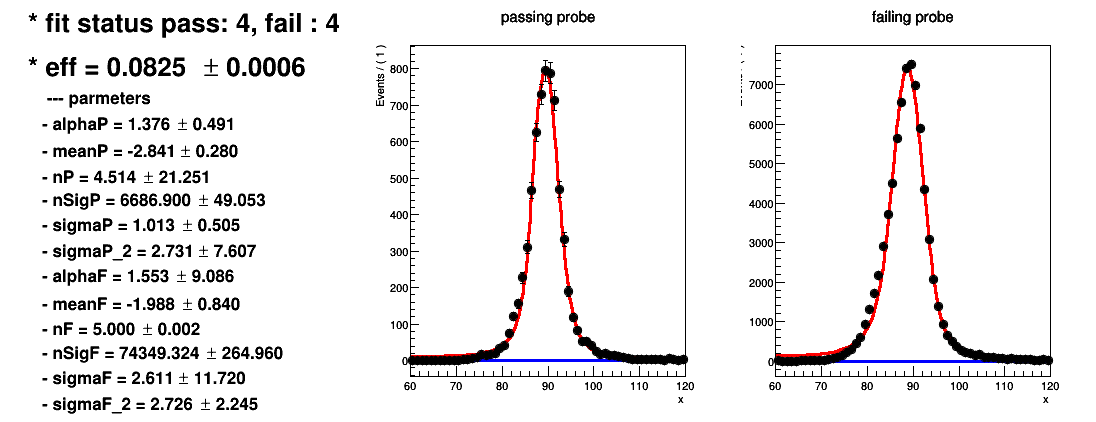 * fit status pass: 4, fail : 4
* eff = 0.0825 ± 0.0006
--- parmeters
- alphaP = 1.376 ± 0.491
- meanP = -2.841 ± 0.280
- nP = 4.514 ± 21.251
- nSigP = 6686.900 ± 49.053
- sigmaP = 1.013 ± 0.505
- sigmaP_2 = 2.731 ± 7.607
- alphaF = 1.553 ± 9.086
- meanF = -1.988 ± 0.840
- nF = 5.000 ± 0.002
- nSigF = 74349.324 ± 264.960
- sigmaF = 2.611 ± 11.720
- sigmaF_2 = 2.726 ± 2.245
passing probe
Events / ( 1 )
800
700
600
500
400
300
200
100
0
60 70 80 90 100 110 120
x
failing probe
7000
6000
5000
4000
3000
2000
1000
0
60 70 80 90 100 110 120
x